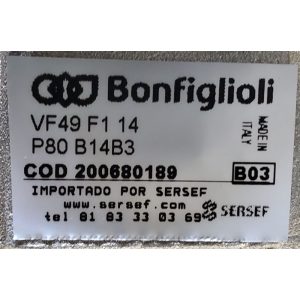 Bonfiglioli
VF49 F1 14
P80 B14B3
MADE IN
ITALY
COD 200680189 B03
IMPORTADO POR SERSEF
www.sersef.com
tel 81 83 33 03 69
SERSEF